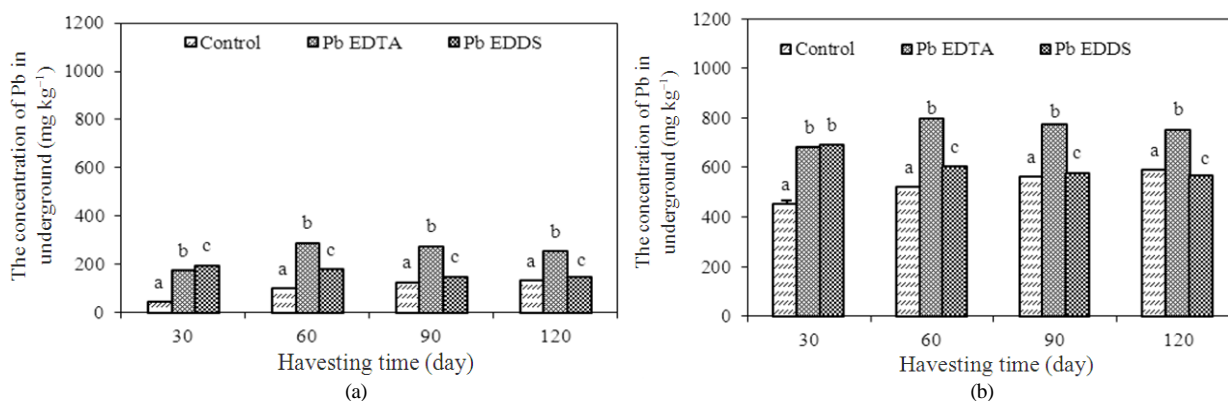 The concentration of Pb in
underground (mg kg⁻¹)
1200
1000
800
600
400
200
0
Control
Pb EDTA
Pb EDDS
a b c
a b c
a b c
a b c
30 60 90 120
Havesting time (day)
(a)
The concentration of Pb in
underground (mg kg⁻¹)
1200
1000
800
600
400
200
0
Control
Pb EDTA
Pb EDDS
a b b
a b c
a b c
a b c
30 60 90 120
Havesting time (day)
(b)